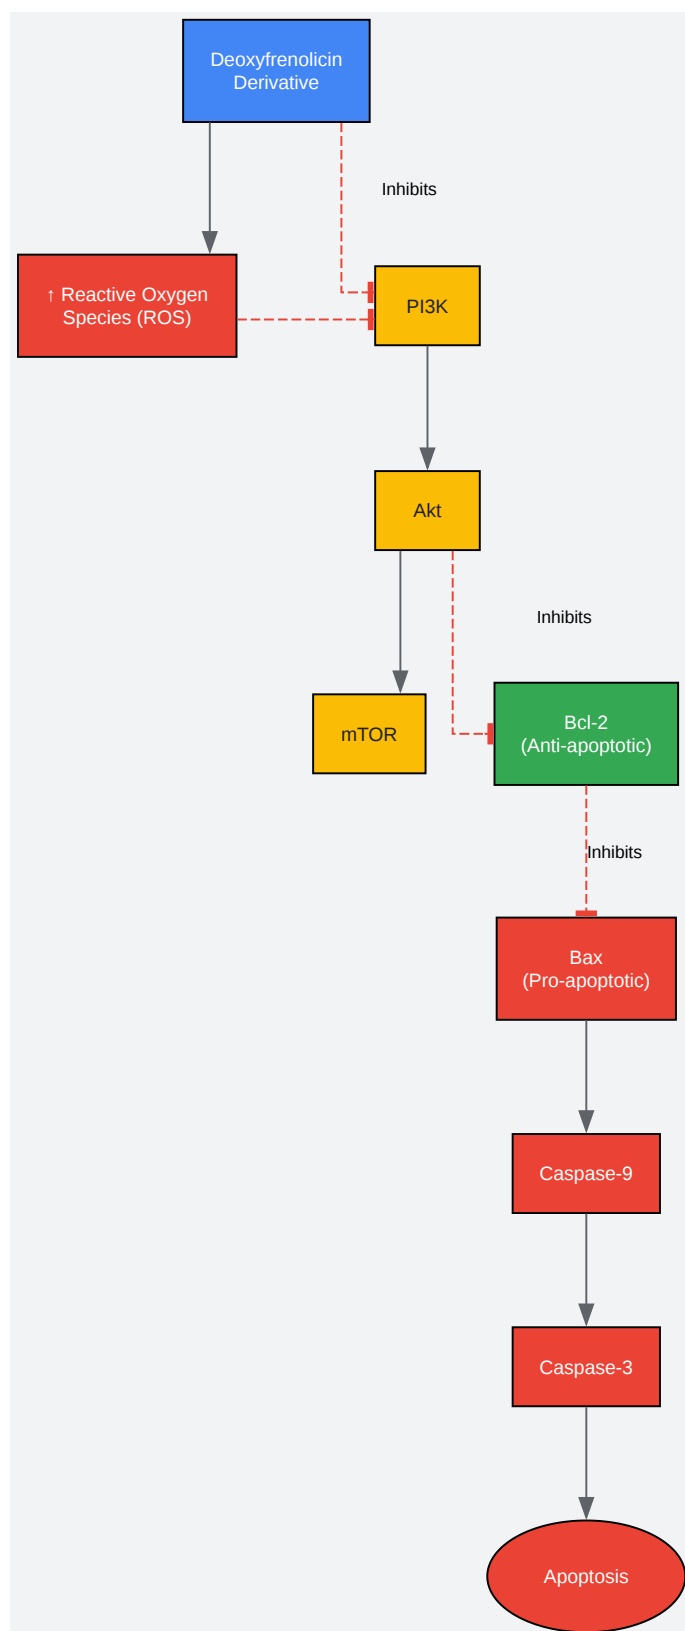 Deoxyfrenolicin
Derivative
Inhibits
↑ Reactive Oxygen
Species (ROS)
PI3K
Akt
Inhibits
mTOR
Bcl-2
(Anti-apoptotic)
Inhibits
Bax
(Pro-apoptotic)
Caspase-9
Caspase-3
Apoptosis